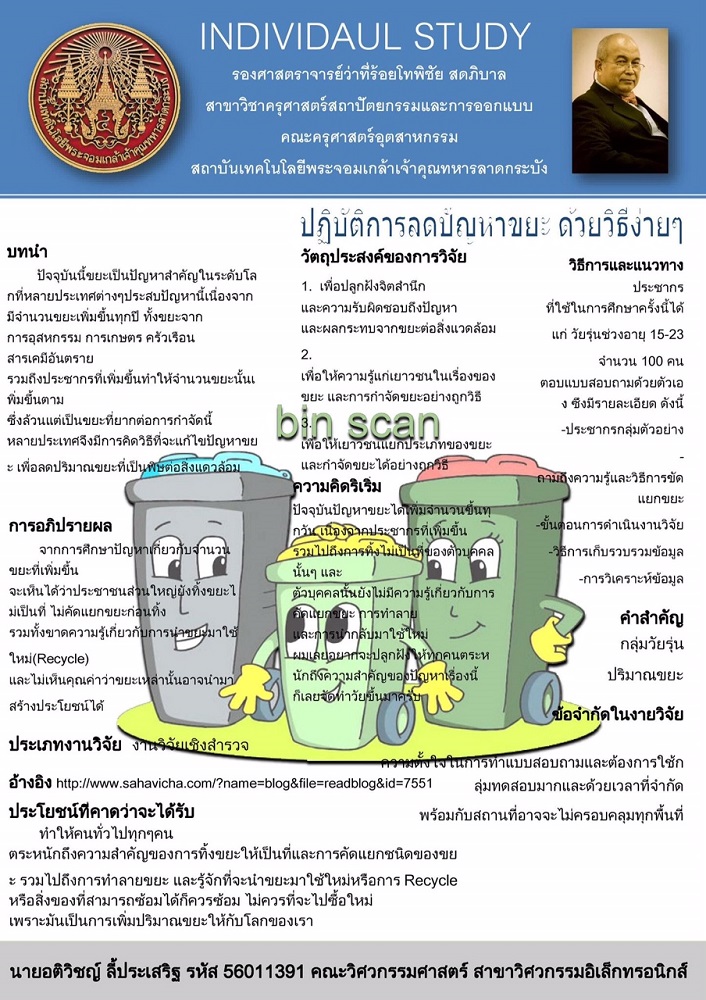 INDIVIDAUL STUDY
รองศาสตราจารย์ว่าที่ร้อยโทพิชัย สดภิบาล
สาขาวิชาครุศาสตร์สถาปัตยกรรมและการออกแบบ
คณะครุศาสตร์อุตสาหกรรม
สถาบันเทคโนโลยีพระจอมเกล้าเจ้าคุณทหารลาดกระบัง
ปฏิบัติการลดปัญหาขยะ ด้วยวิธีง่ายๆ
บทนำ
ปัจจุบันนี้ขยะเป็นปัญหาสำคัญในระดับโล
กที่หลายประเทศต่างๆประสบปัญหานี้เนื่องจาก
มีจำนวนขยะเพิ่มขึ้นทุกปี ทั้งขยะจาก
การอุสหกรรม การเกษตร ครัวเรือน
สารเคมีอันตราย
รวมถึงประชากรที่เพิ่มขึ้นทำให้จำนวนขยะนั้นเ
พิ่มขึ้นตาม
ซึ่งล้วนแต่เป็นขยะที่ยากต่อการกำจัดนี้
หลายประเทศจึงมีการคิดวิธีที่จะแก้ไขปัญหาขย
ะ เพื่อลดปริมาณขยะที่เป็นพิษต่อสิ่งแวดล้อม
การอภิปรายผล
จากการศึกษาปัญหาเกี่ยวกับจำนวน
ขยะที่เพิ่มขึ้น
จะเห็นได้ว่าประชาชนส่วนใหญ่ยังทิ้งขยะไ
ม่เป็นที่ ไม่คัดแยกขยะก่อนทิ้ง
รวมทั้งขาดความรู้เกี่ยวกับการนำขยะมาใช้
ใหม่(Recycle)
และไม่เห็นคุณค่าว่าขยะเหล่านั้นอาจนำมา
สร้างประโยชน์ได้
ประเภทงานวิจัย งานวิจัยเชิงสำรวจ
อ้างอิง http://www.sahavicha.com/?name=blog&file=readblog&id=7551
ประโยชน์ที่คาดว่าจะได้รับ
ทำให้คนทั่วไปทุกๆคน
ตระหนักถึงความสำคัญของการทิ้งขยะให้เป็นที่และการคัดแยกชนิดของขย
ะ รวมไปถึงการทำลายขยะ และรู้จักที่จะนำขยะมาใช้ใหม่หรือการ Recycle
หรือสิ่งของที่สามารถซ้อมได้ก็ควรซ้อม ไม่ควรที่จะไปซื้อใหม่
เพราะมันเป็นการเพิ่มปริมาณขยะให้กับโลกของเรา
วัตถุประสงค์ของการวิจัย
1. เพื่อปลูกฝังจิตสำนึก
และความรับผิดชอบถึงปัญหา
และผลกระทบจากขยะต่อสิ่งแวดล้อม
2.
เพื่อให้ความรู้แก่เยาวชนในเรื่องของ
ขยะ และการกำจัดขยะอย่างถูกวิธี
3.
bin scan
เพื่อให้เยาวชนแยกประเภทของขยะ
และกำจัดขยะได้อย่างถูกวิธี
ความคิดริเริ่ม
ปัจจุบันปัญหาขยะได้เพิ่มจำนวนขึ้นทุ
กวัน เนื่องจากประชากรที่เพิ่มขึ้น
รวมไปถึงการทิ้งไม่เป็นที่ของตัวบุคคล
นั้นๆ และ
ตัวบุคคลนั้นยังไม่มีความรู้เกี่ยวกับการ
คัดแยกขยะ การทำลาย
และการนำกลับมาใช้ใหม่
ผมเลยอยากจะปลูกฝังให้ทุกคนตระห
นักถึงความสำคัญของปัญหาเรื่องนี้
ก็เลยจัดทำวัยขึ้นมาครับ
วิธีการและแนวทาง
ประชากร
ที่ใช้ในการศึกษาครั้งนี้ได้
แก่ วัยรุ่นช่วงอายุ 15-23
จำนวน 100 คน
ตอบแบบสอบถามด้วยตัวเอ
ง ซึ่งมีรายละเอียด ดังนี้
-ประชากรกลุ่มตัวอย่าง
-
ถามถึงความรู้และวิธีการขัด
แยกขยะ
-ขั้นตอนการดำเนินงานวิจัย
-วิธีการเก็บรวบรวมข้อมูล
-การวิเคราะห์ข้อมูล
คำสำคัญ
กลุ่มวัยรุ่น
ปริมาณขยะ
ข้อจำกัดในงายวิจัย
ความตั้งใจในการทำแบบสอบถามและต้องการใช้ก
ลุ่มทดสอบมากและด้วยเวลาที่จำกัด
พร้อมกับสถานที่อาจจะไม่ครอบคลุมทุกพื้นที่
นายอติวิชญ์ ลี้ประเสริฐ รหัส 56011391 คณะวิศวกรรมศาสตร์ สาขาวิศวกรรมอิเล็กทรอนิกส์